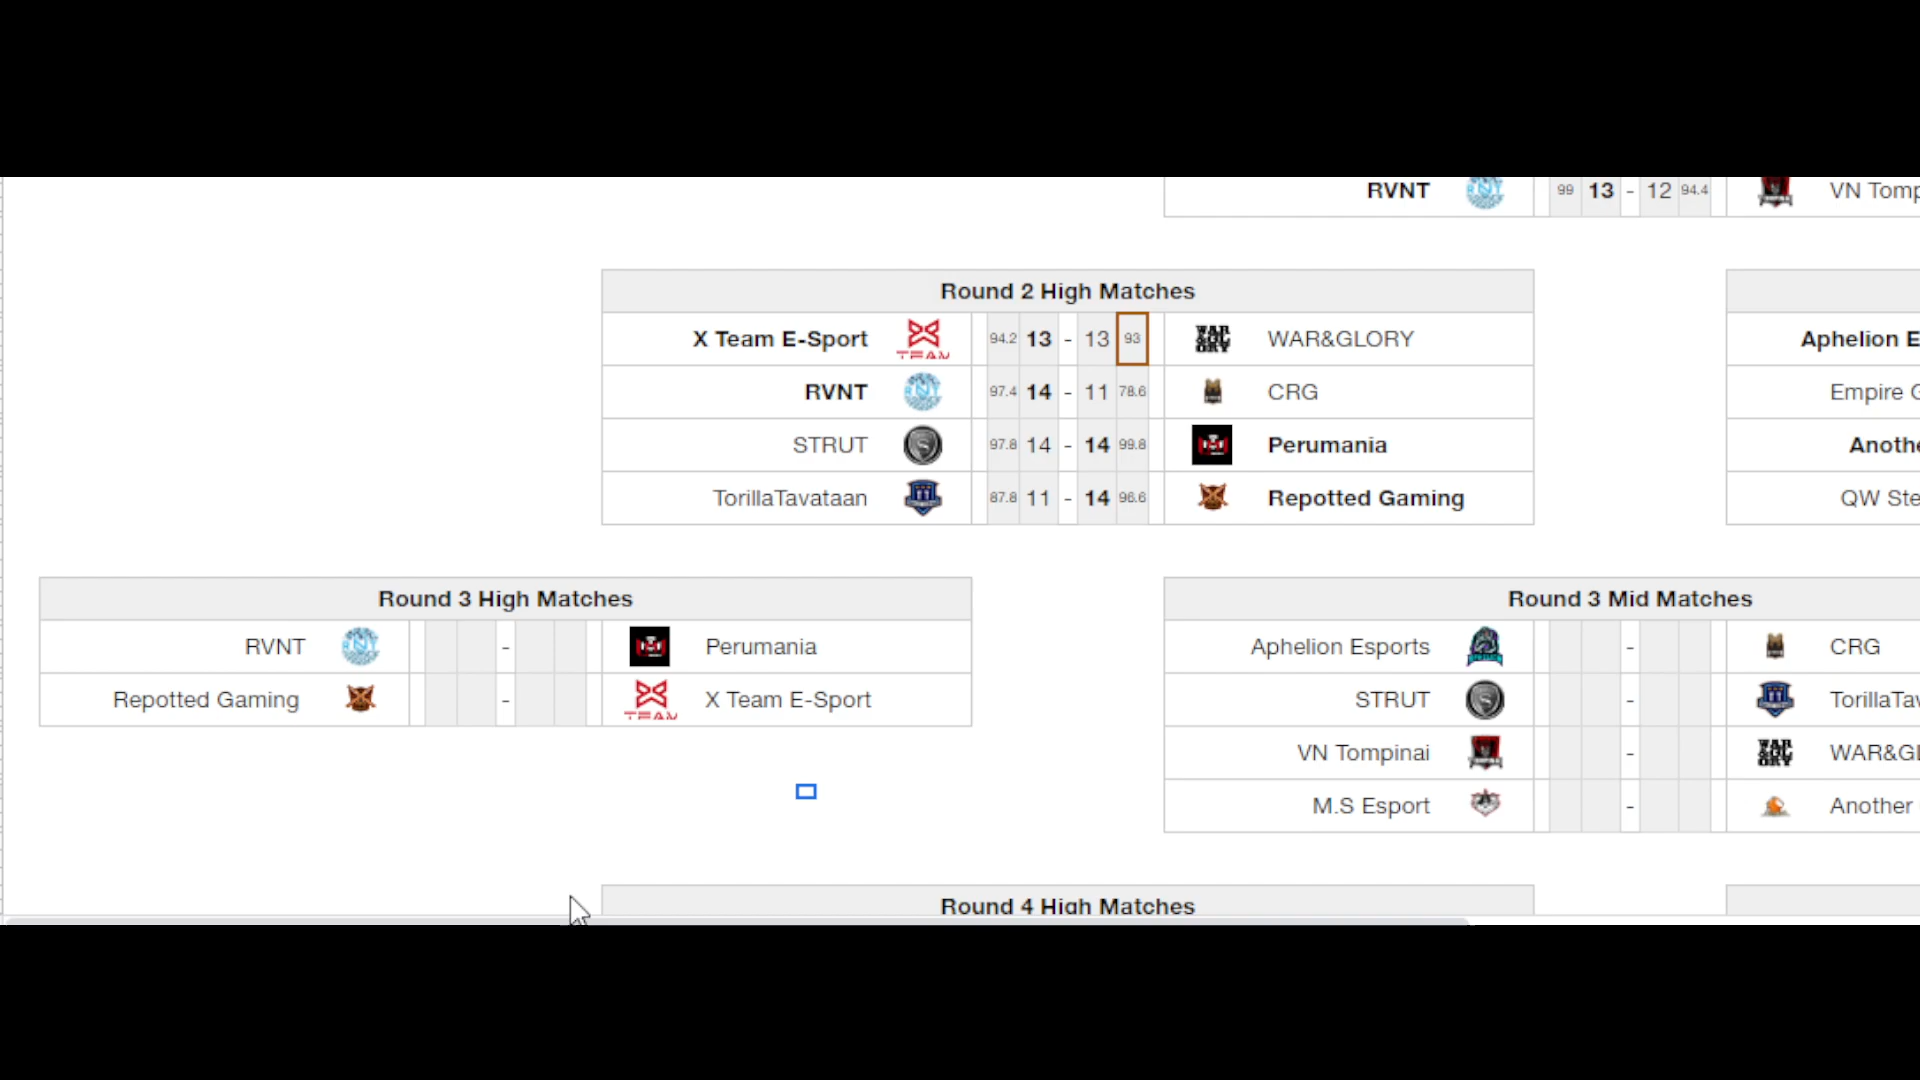 RVNT 99 13 - 12 94.4 VN Tomp
Round 2 High Matches
X Team E-Sport 94.2 13 - 13 93 WAR&GLORY
Aphelion E
RVNT 97.4 14 - 11 78.6 CRG
Empire G
STRUT 97.8 14 - 14 99.8 Perumania
Anothe
TorillaTavataan 87.8 11 - 14 96.6 Repotted Gaming
QW Ste
Round 3 High Matches
RVNT - Perumania
Repotted Gaming - X Team E-Sport
Round 3 Mid Matches
Aphelion Esports - CRG
STRUT - TorillaTav
VN Tompinai - WAR&GL
M.S Esport - Another
Round 4 High Matches